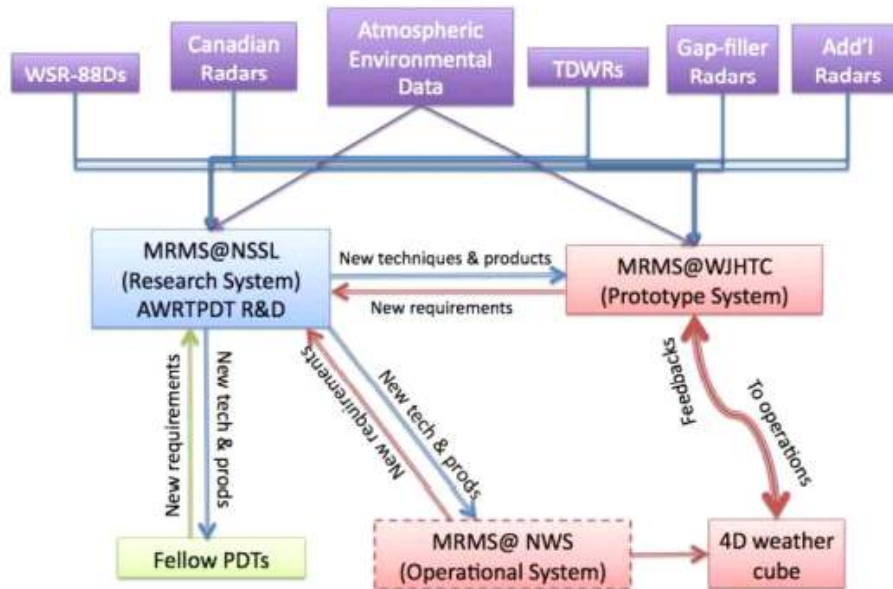 WSR-88Ds
Canadian
Radars
Atmospheric
Environmental
Data
TDWRs
Gap-filler
Radars
Add'l
Radars
MRMS@NSSL
(Research System)
AWRTPDT R&D
New techniques & products
New requirements
MRMS@WJHTC
(Prototype System)
New requirements
New tech
& prods
New requirements
New tech & prods
Feedbacks
To operations
Fellow PDTs
MRMS@ NWS
(Operational System)
4D weather
cube